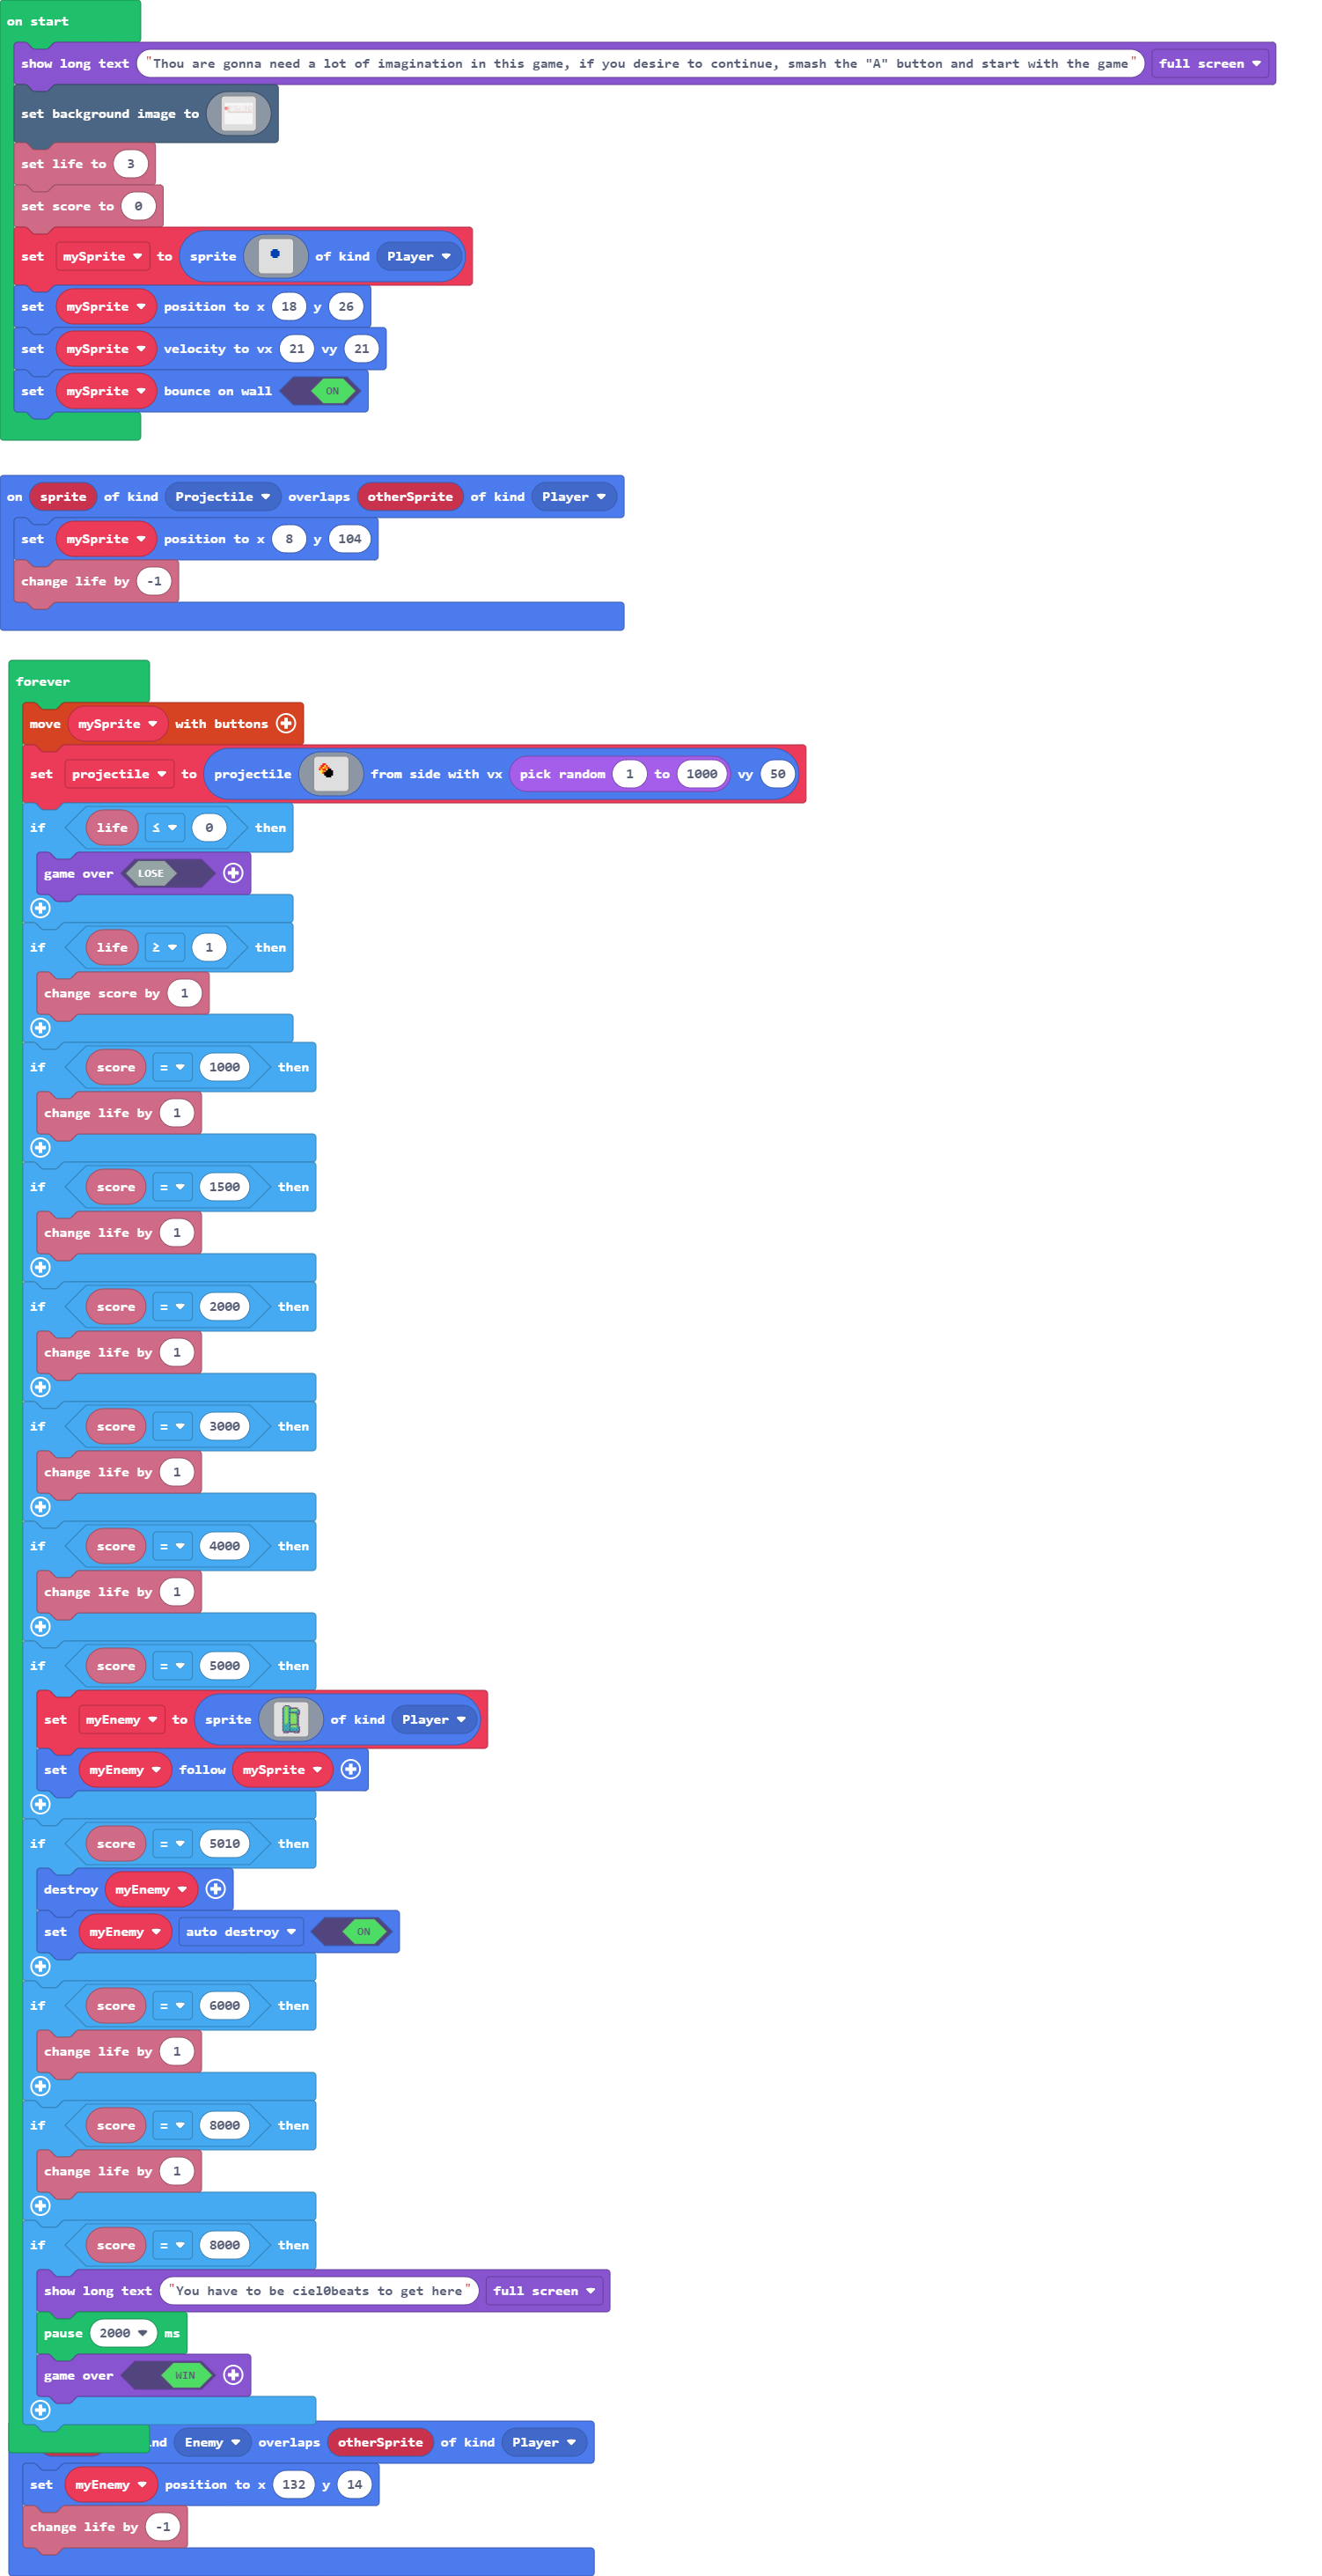 on start
show long text "Thou are gonna need a lot of imagination in this game, if you desire to continue, smash the "A" button and start with the game" full screen
set background image to
set life to 3
set score to 0
set mySprite to sprite of kind Player
set mySprite position to x 18 y 26
set mySprite velocity to vx 21 vy 21
set mySprite bounce on wall ON
on sprite of kind Projectile overlaps otherSprite of kind Player
set mySprite position to x 8 y 104
change life by -1
forever
move mySprite with buttons
set projectile to projectile from side with vx pick random 1 to 1000 vy 50
if life ≤ 0 then
game over LOSE
if life ≥ 1 then
change score by 1
if score = 1000 then
change life by 1
if score = 1500 then
change life by 1
if score = 2000 then
change life by 1
if score = 3000 then
change life by 1
if score = 4000 then
change life by 1
if score = 5000 then
set myEnemy to sprite of kind Player
set myEnemy follow mySprite
if score = 5010 then
destroy myEnemy
set myEnemy auto destroy ON
if score = 6000 then
change life by 1
if score = 8000 then
change life by 1
if score = 8000 then
show long text "You have to be ciel0beats to get here" full screen
pause 2000 ms
game over WIN
nd Enemy overlaps otherSprite of kind Player
set myEnemy position to x 132 y 14
change life by -1